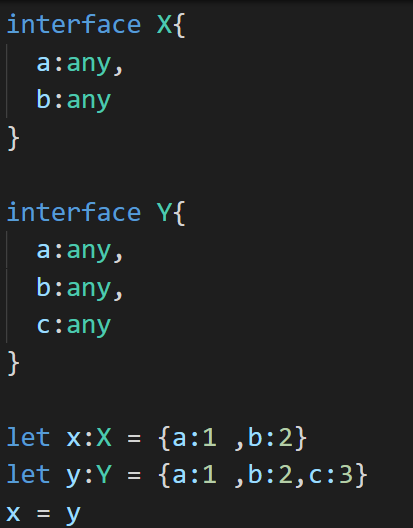 interface X{
  a:any,
  b:any
}

interface Y{
  a:any,
  b:any,
  c:any
}

let x:X = {a:1 ,b:2}
let y:Y = {a:1 ,b:2,c:3}
x = y